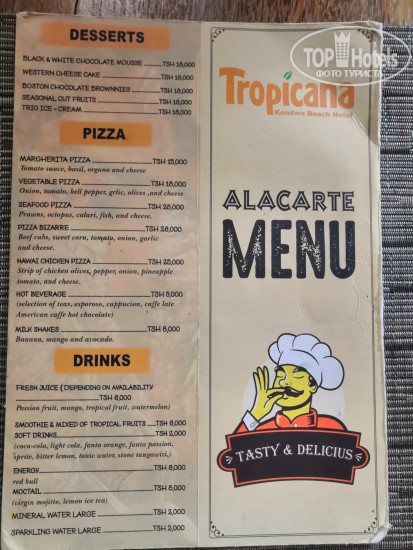 DESSERTS
BLACK & WHITE CHOCOLATE MOUSSE ... TSH 18,000
WESTERN CHEESE CAKE ... TSH 18,000
BOSTON CHOCOLATE BROWNNIES ... TSH 18,000
SEASONAL CUT FRUITS ... TSH 18,000
TRIO ICE - CREAM ... TSH 18,000
PIZZA
MARGHERITA PIZZA ... TSH 15,000
Tomato sauce, basil, organo and cheese
VEGETABLE PIZZA ... TSH 18,000
Onion, tomato, bell pepper, grlic, olives ,and cheese
SEAFOOD PIZZA ... TSH 28,000
Prawns, octopus, calari, fish, and cheese.
PIZZA BIZARRE ... TSH 28,000
Beef cubs, sweet corn, tomato, onion, garlic
and cheese.
HAWAI CHICKEN PIZZA ... TSH 25,000
Strip of chicken olives, pepper, onion, pineapple
tomato, and cheese.
HOT BEVERAGE ... TSH 5,000
(selection of teas, esporoso, cappucion, caffe late
American caffe hot chocolate)
MILK SHAKES ... TSH 8,000
Banana, mango and avocado.
DRINKS
FRESH JUICE ( DEPENDING ON AVAILABILITY
... TSH 6,000
Passion fruit, mango, tropical fruit, watermelon)
SMOOTHIE & MIXED OF TROPICAL FRUITS ... TSH 6,000
SOFT DRINKS ... TSH 2,000
(coca-cola, light cola, fanta orange, fanta passion,
sprite, bitter lemon, tonic water, stone tangawizi,)
ENERGY ... TSH 6,000
red bull
MOCTAIL ... TSH 8,000
(virgin mojitto, lemon ice tea)
MINERAL WATER LARGE ... TSH 2,000
SPARKLING WATER LARGE ... TSH 2,000
Tropicana
Kendwa Beach Hotel
ALACARTE
MENU
TASTY & DELICIUS
TOP Hotels
ФОТО ТУРИСТА